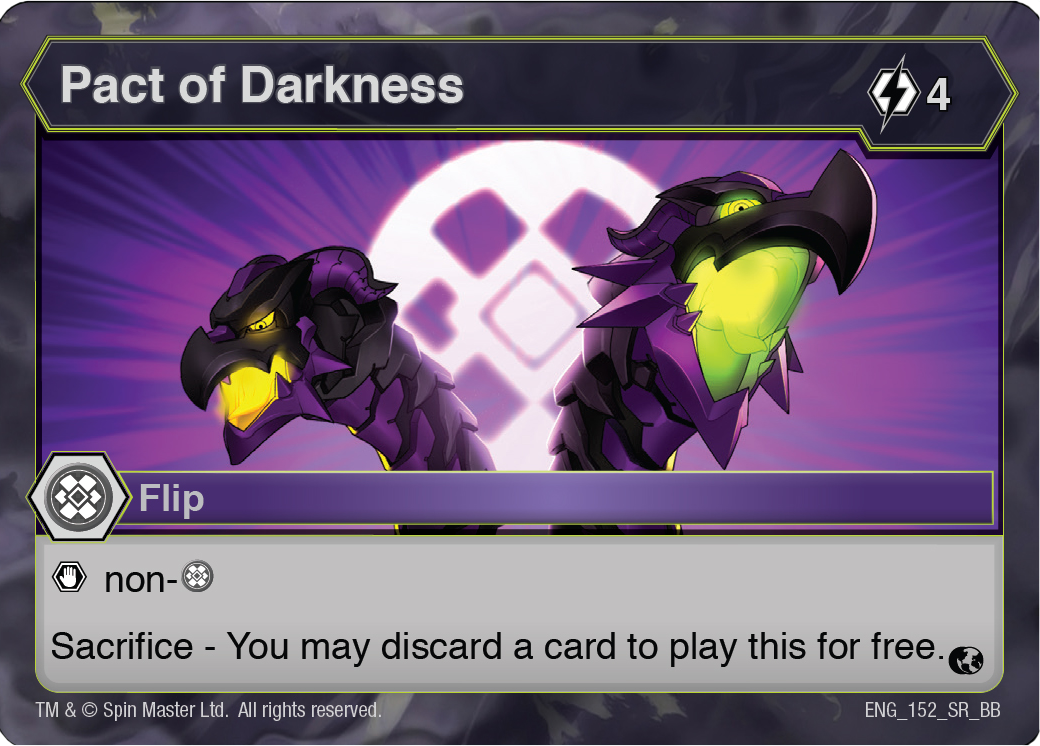 Pact of Darkness
4
Flip
non-
Sacrifice - You may discard a card to play this for free.
TM & © Spin Master Ltd. All rights reserved.
ENG_152_SR_BB